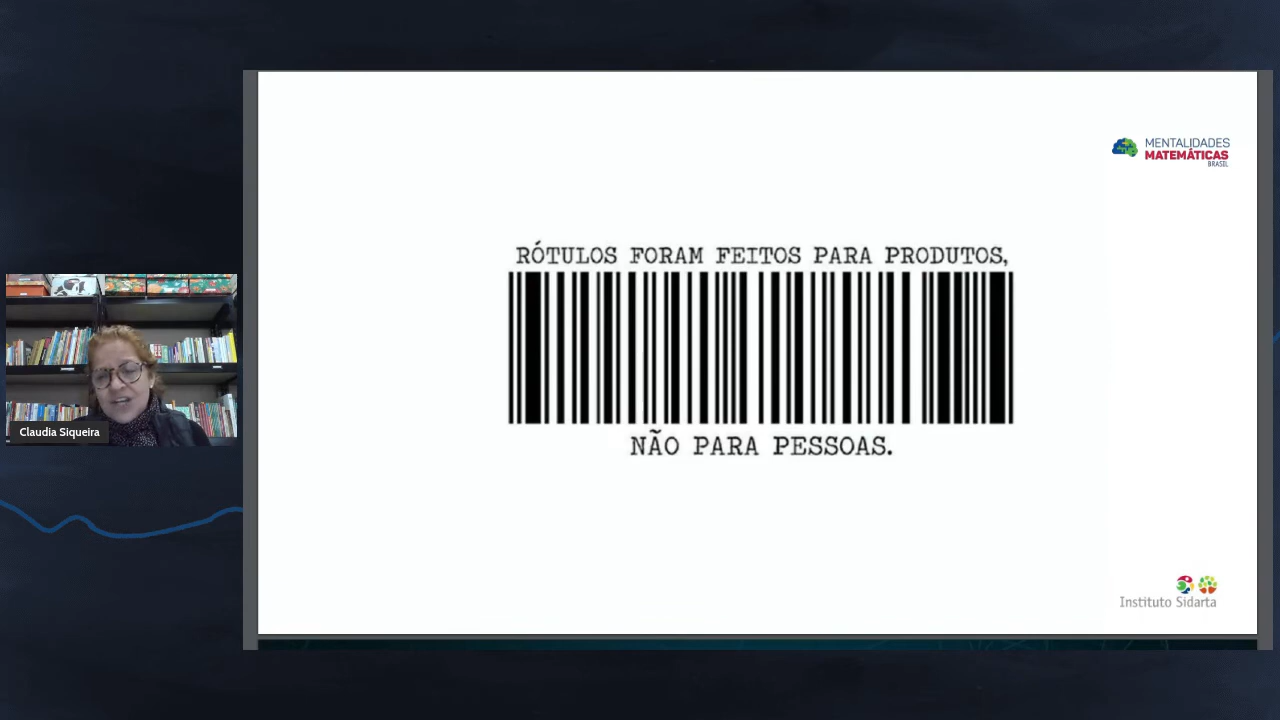 MENTALIDADES
MATEMÁTICAS
BRASIL
RÓTULOS FORAM FEITOS PARA PRODUTOS,
NÃO PARA PESSOAS.
Claudia Siqueira
Instituto Sidarta